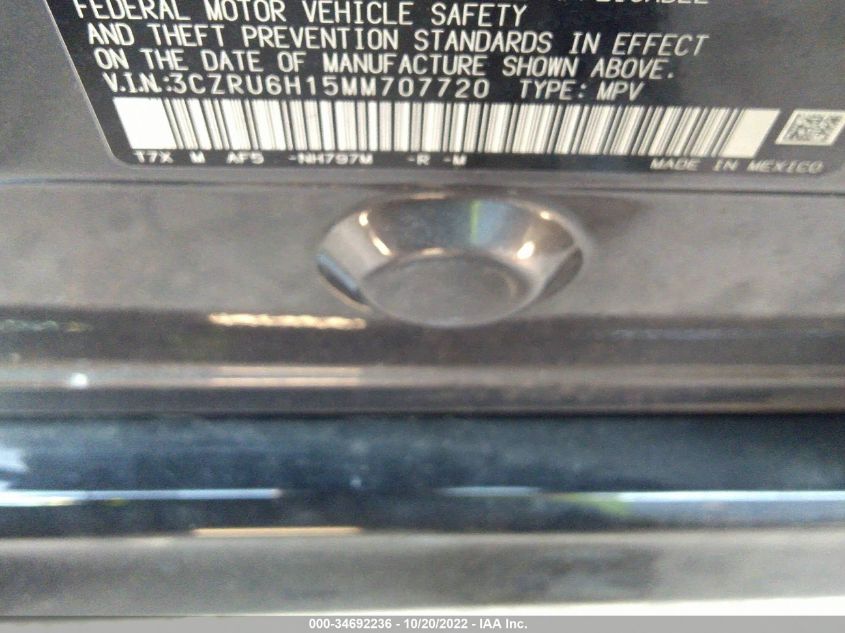 FEDERAL MOTOR VEHICLE SAFETY
AND THEFT PREVENTION STANDARDS IN EFFECT
ON THE DATE OF MANUFACTURE SHOWN ABOVE.
V.I.N:3CZRU6H15MM707720 TYPE: MPV
T7X M AF5 -NH797M -R -M MADE IN MEXICO
000-34692236 - 10/20/2022 - IAA Inc.